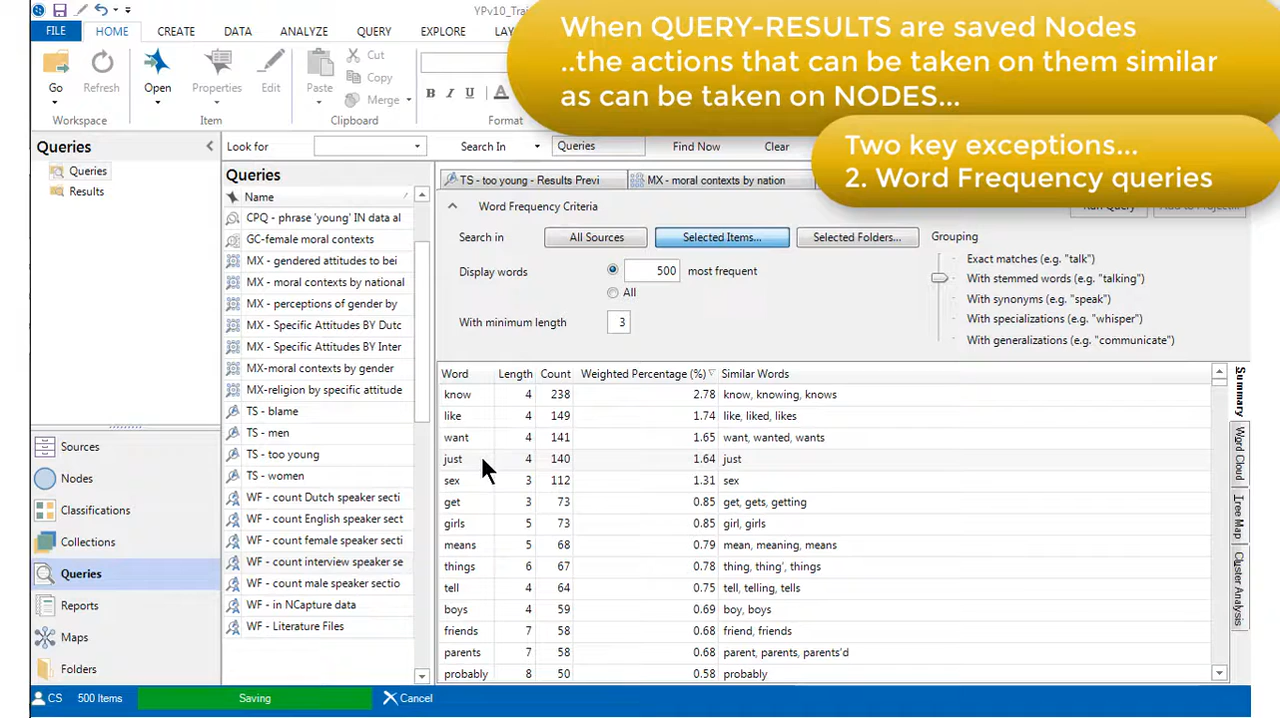 When QUERY-RESULTS are saved Nodes
..the actions that can be taken on them similar
as can be taken on NODES...
Two key exceptions...
2. Word Frequency queries
FILE HOME CREATE DATA ANALYZE QUERY EXPLORE
Go Refresh Open Properties Edit Paste Cut
Copy
Merge
B I U A
Workspace Item Clipboard Format
Queries
Look for Search In Queries Find Now Clear
Queries
Results
Sources
Nodes
Classifications
Collections
Queries
Reports
Maps
Folders
Queries
Name
CPQ - phrase 'young' IN data al
GC-female moral contexts
MX - gendered attitudes to bei
MX - moral contexts by national
MX - perceptions of gender by
MX - Specific Attitudes BY Dutc
MX - Specific Attitudes BY Inter
MX-moral contexts by gender
MX-religion by specific attitude
TS - blame
TS - men
TS - too young
TS - women
WF - count Dutch speaker secti
WF - count English speaker sect
WF - count female speaker secti
WF - count interview speaker se
WF - count male speaker sectio
WF - in NCapture data
WF - Literature Files
TS - too young - Results Previ MX - moral contexts by nation
Word Frequency Criteria
Search in All Sources Selected Items... Selected Folders...
Display words 500 most frequent
All
With minimum length 3
Grouping
Exact matches (e.g. "talk")
With stemmed words (e.g. "talking")
With synonyms (e.g. "speak")
With specializations (e.g. "whisper")
With generalizations (e.g. "communicate")
Word Length Count Weighted Percentage (%) Similar Words
know 4 238 2.78 know, knowing, knows
like 4 149 1.74 like, liked, likes
want 4 141 1.65 want, wanted, wants
just 4 140 1.64 just
sex 3 112 1.31 sex
get 3 73 0.85 get, gets, getting
girls 5 73 0.85 girl, girls
means 5 68 0.79 mean, meaning, means
things 6 67 0.78 thing, thing', things
tell 4 64 0.75 tell, telling, tells
boys 4 59 0.69 boy, boys
friends 7 58 0.68 friend, friends
parents 7 58 0.68 parent, parents, parents'd
probably 8 50 0.58 probably
Summary
Word Cloud
Tree Map
Cluster Analysis
CS 500 Items Saving Cancel